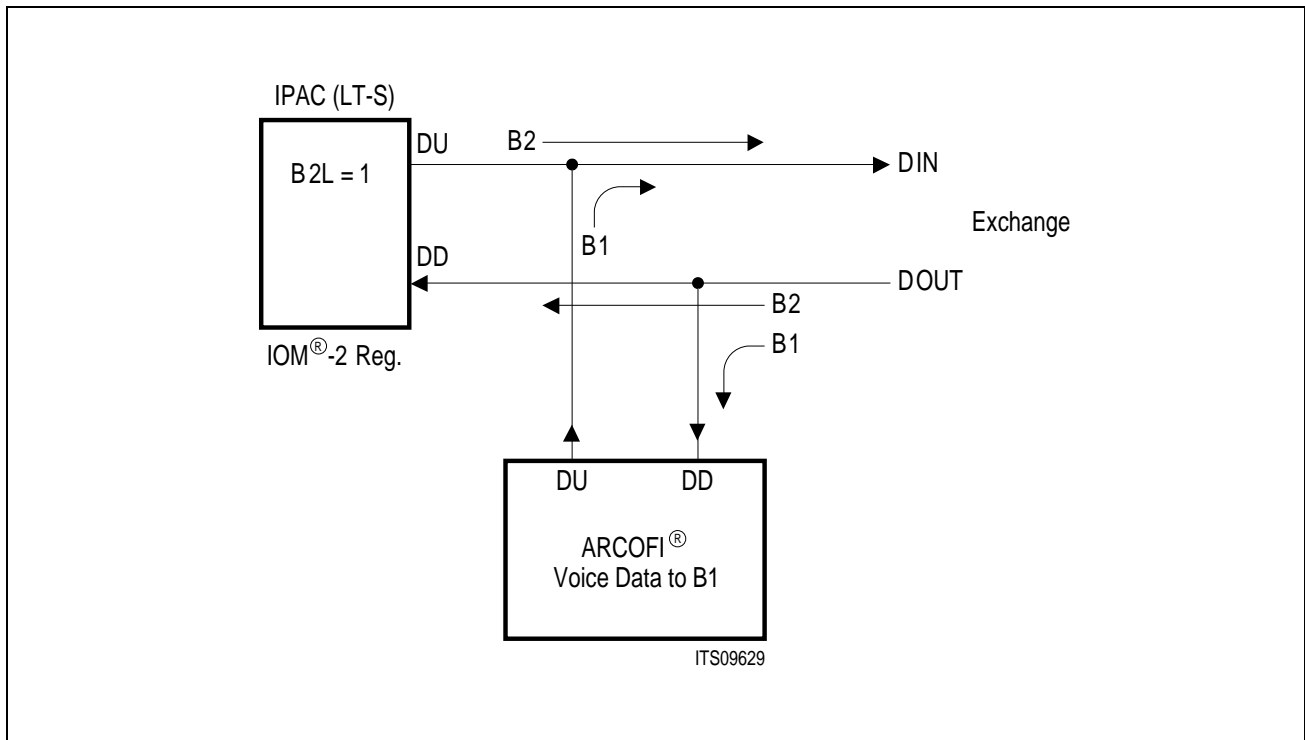 IPAC (LT-S)
DU
B2
B2L = 1
DIN
B1
Exchange
DD
DOUT
B2
B1
IOM®-2 Reg.
DU DD
ARCOFI®
Voice Data to B1
ITS09629